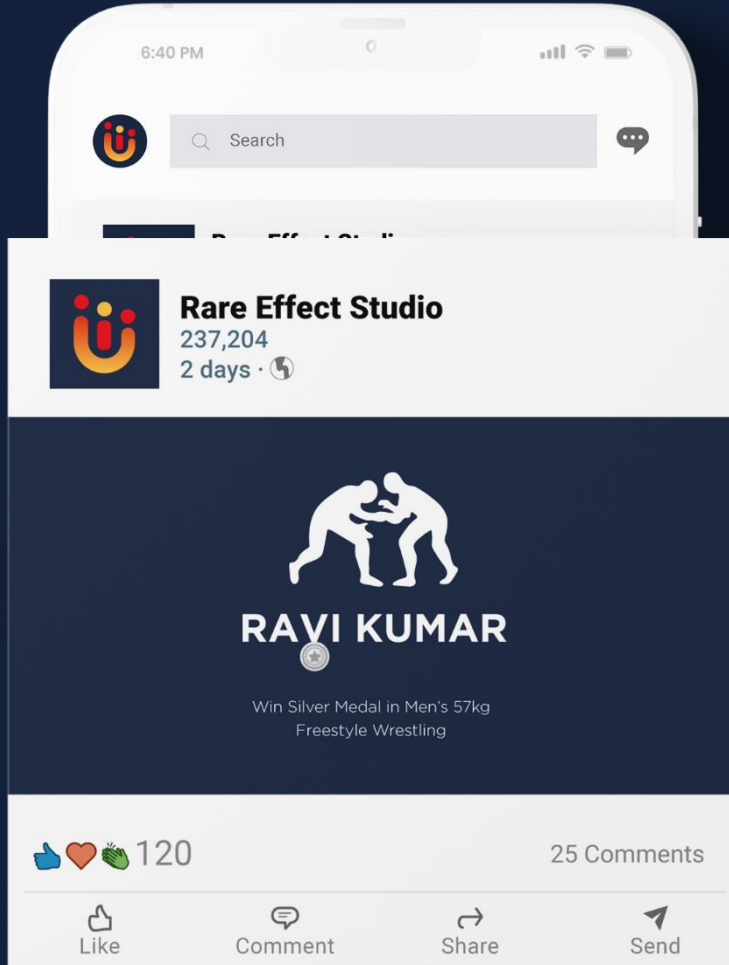 6:40 PM
Search
Rare Effect Studio
237,204
2 days ·
RAVI KUMAR
Win Silver Medal in Men's 57kg
Freestyle Wrestling
120
25 Comments
Like
Comment
Share
Send